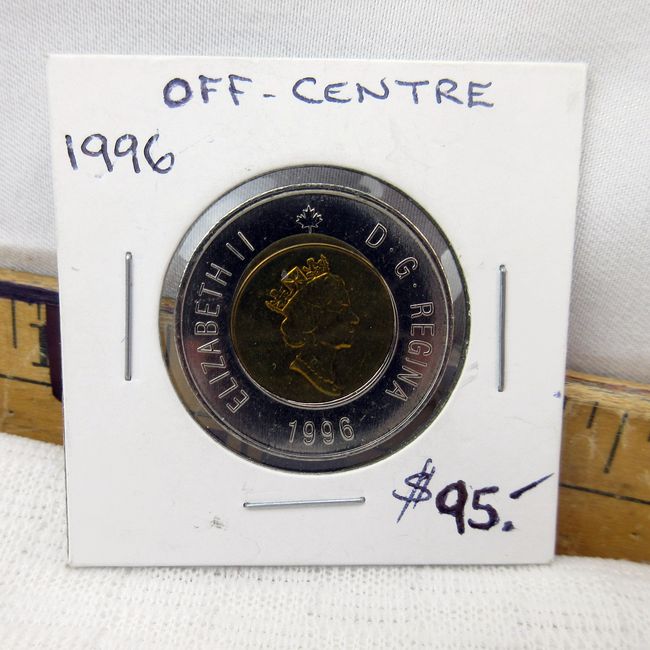 OFF-CENTRE
1996
ELIZABETH II D·G·REGINA
1996
$95.-